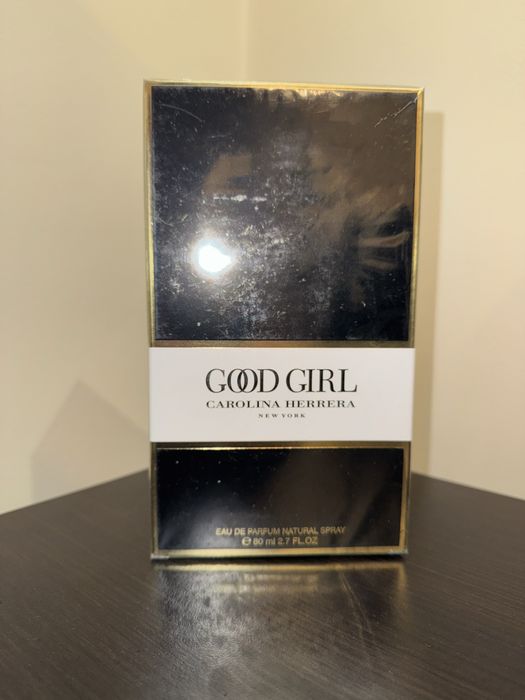 GOOD GIRL
CAROLINA HERRERA
NEW YORK
EAU DE PARFUM NATURAL SPRAY
℮ 80 ml 2.7 FL.OZ